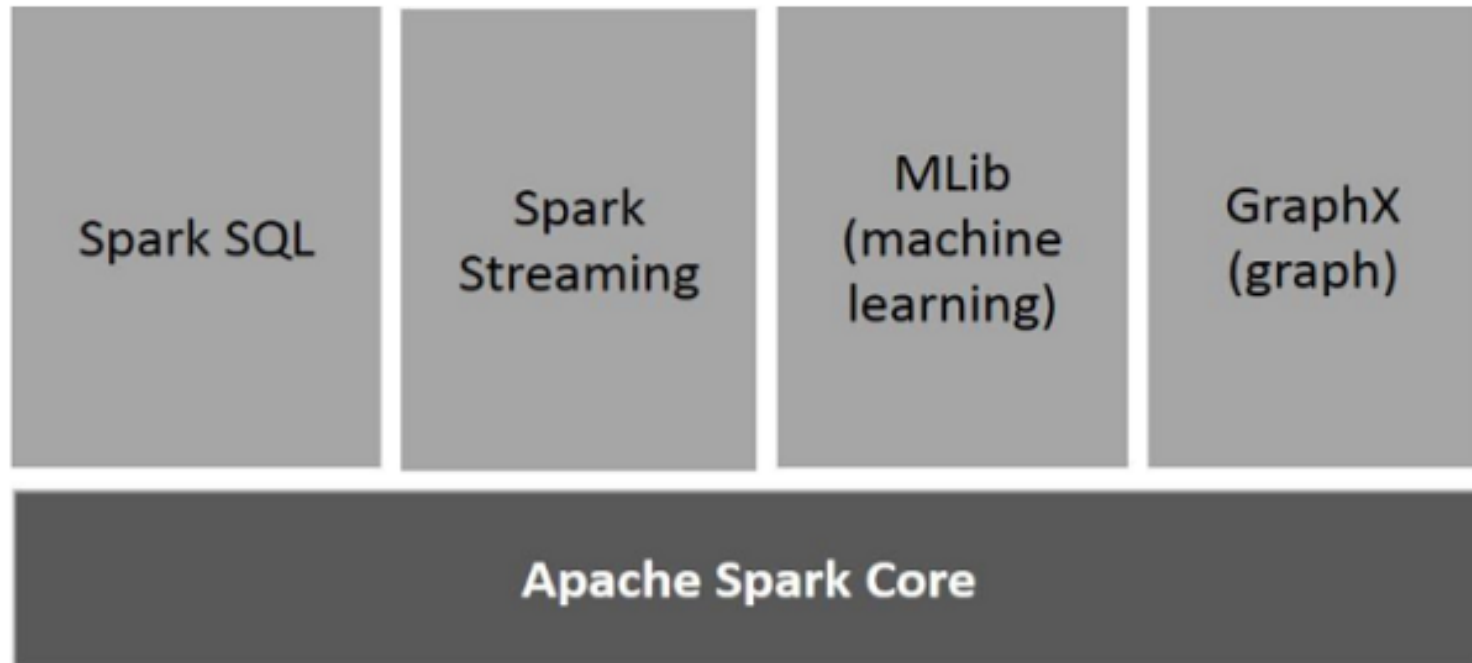 Spark SQL
Spark
Streaming
MLib
(machine
learning)
GraphX
(graph)
Apache Spark Core